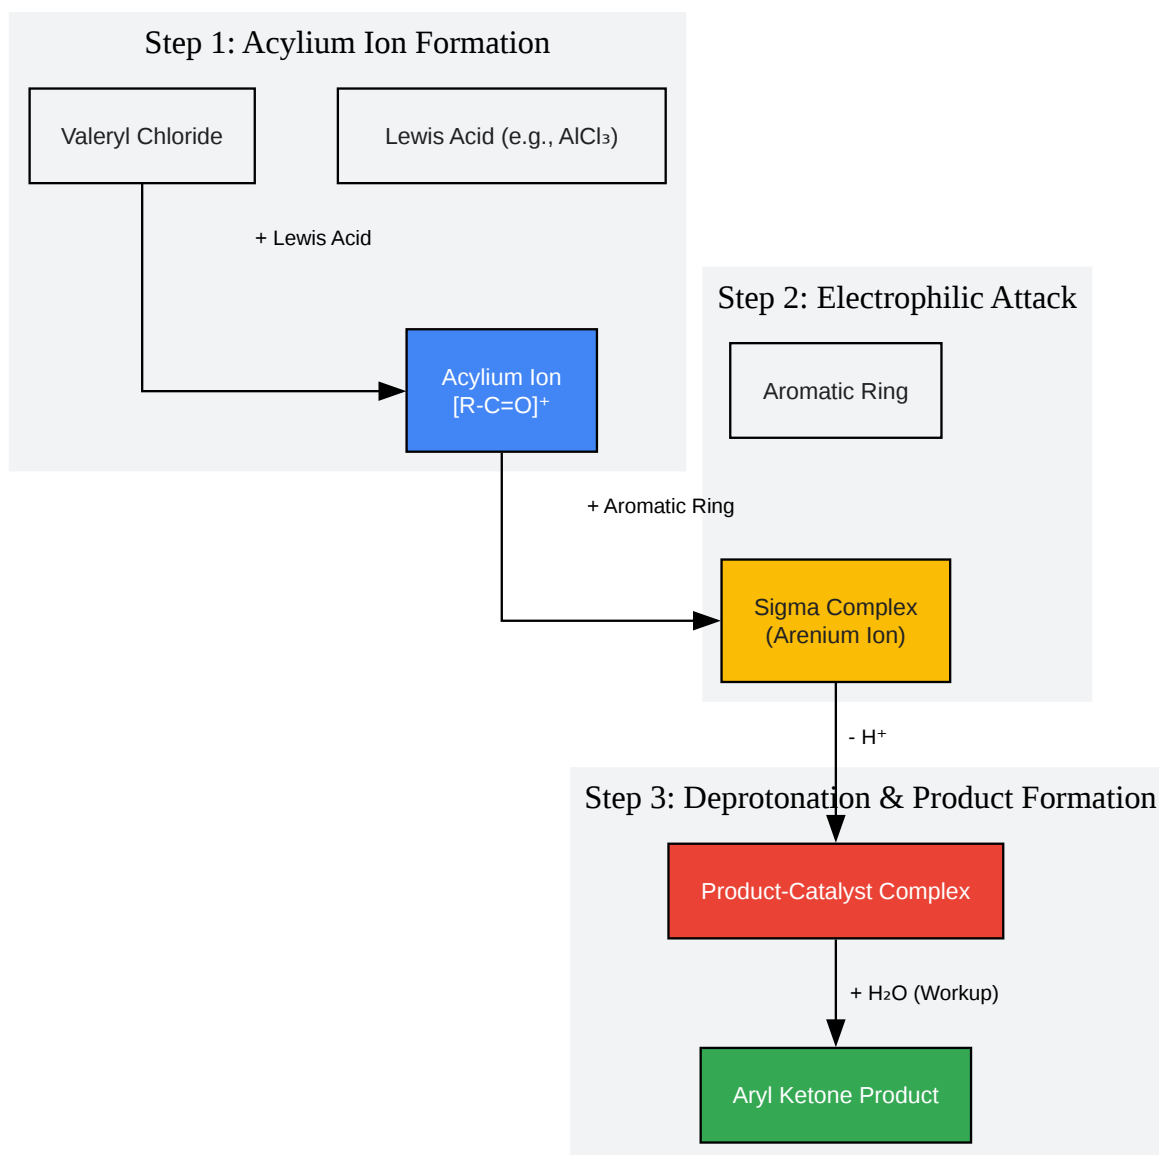 Step 1: Acylium Ion Formation
Valeryl Chloride
Lewis Acid (e.g., AlCl₃)
+ Lewis Acid
Acylium Ion
[R-C=O]⁺
Step 2: Electrophilic Attack
Aromatic Ring
+ Aromatic Ring
Sigma Complex
(Arenium Ion)
- H⁺
Step 3: Deprotonation & Product Formation
Product-Catalyst Complex
+ H₂O (Workup)
Aryl Ketone Product